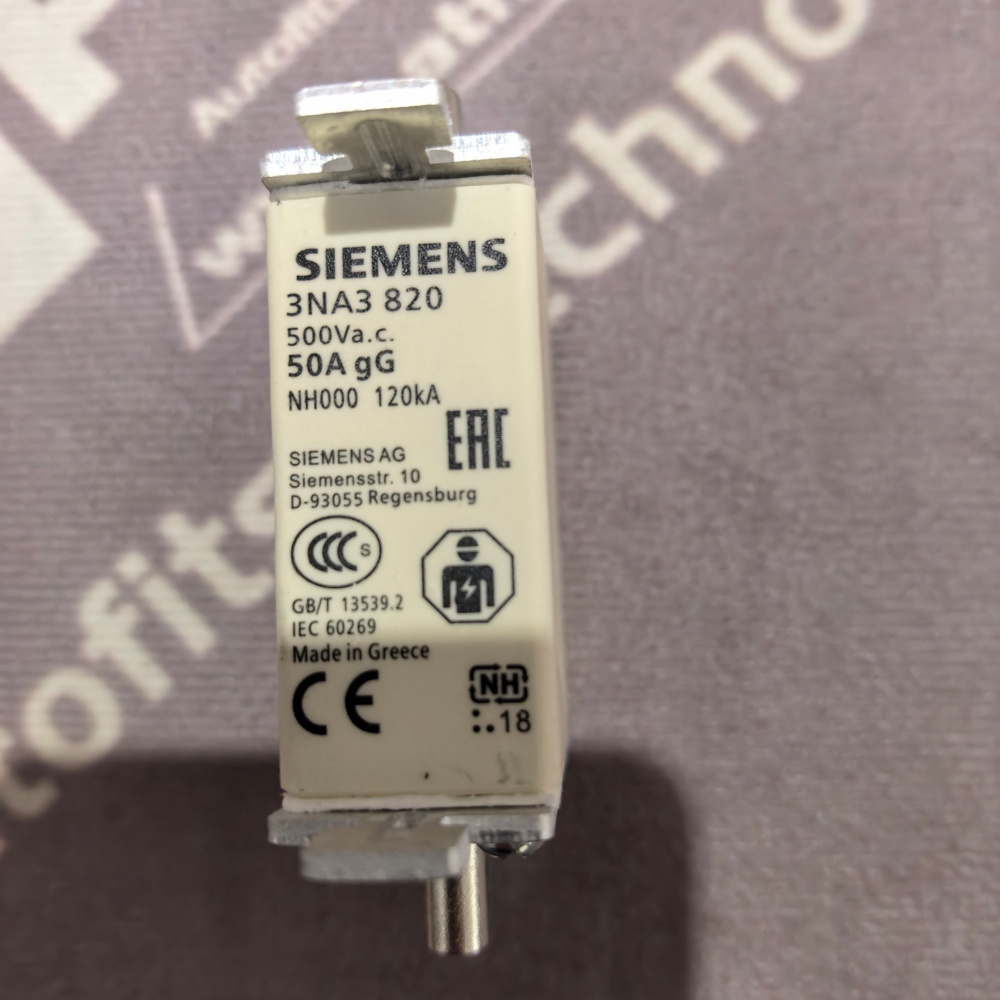 SIEMENS
3NA3 820
500Va.c.
50A gG
NH000 120kA
EAC
SIEMENS AG
Siemensstr. 10
D-93055 Regensburg
CCC S
GB/T 13539.2
IEC 60269
Made in Greece
CE
NH
:.18